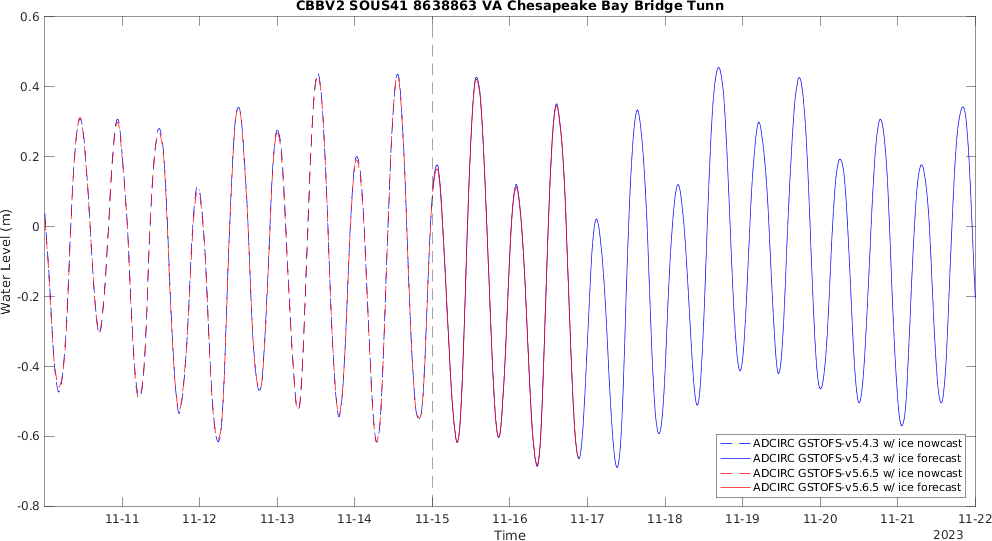 CBBV2 SOUS41 8638863 VA Chesapeake Bay Bridge Tunn
0.6
0.4
0.2
0
-0.2
-0.4
-0.6
-0.8
Water Level (m)
ADCIRC GSTOFS-v5.4.3 w/ ice nowcast
ADCIRC GSTOFS-v5.4.3 w/ ice forecast
ADCIRC GSTOFS-v5.6.5 w/ ice nowcast
ADCIRC GSTOFS-v5.6.5 w/ ice forecast
11-11 11-12 11-13 11-14 11-15 11-16 11-17 11-18 11-19 11-20 11-21 11-22
Time
2023